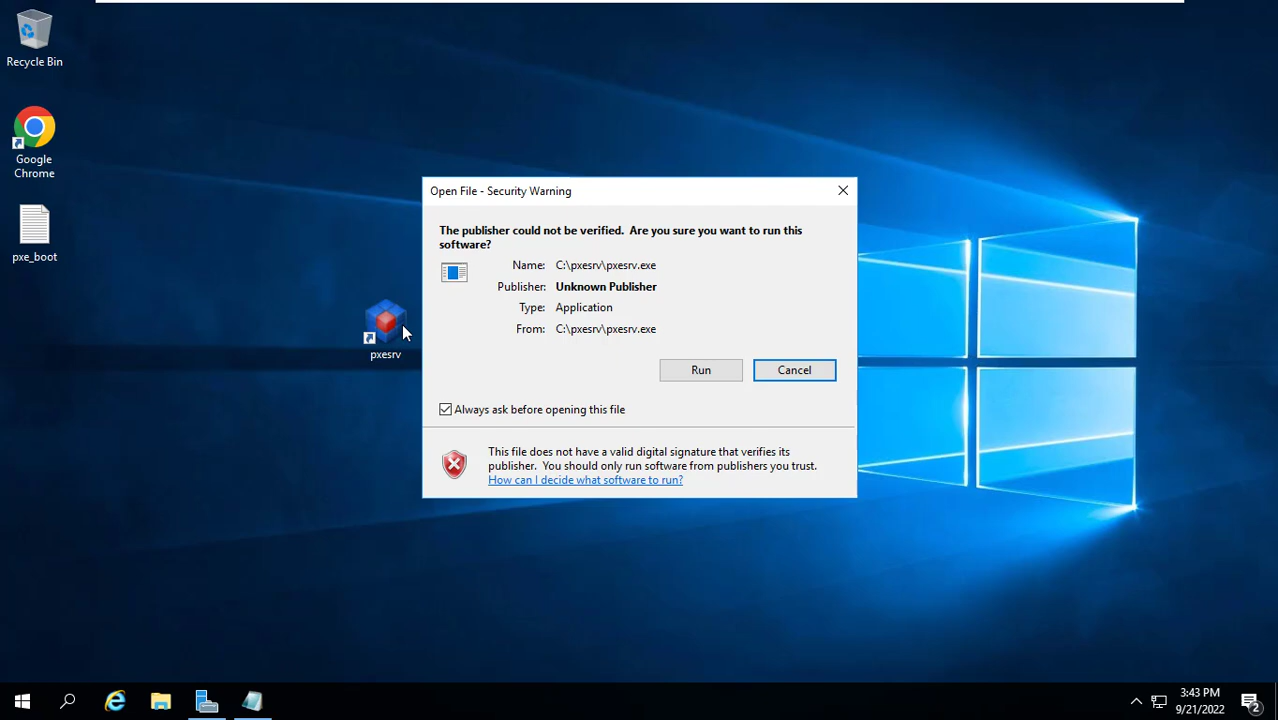 Recycle Bin
Google
Chrome
pxe_boot
pxesrv
Open File - Security Warning
The publisher could not be verified.  Are you sure you want to run this
software?
Name: C:\pxesrv\pxesrv.exe
Publisher: Unknown Publisher
Type: Application
From: C:\pxesrv\pxesrv.exe
Run Cancel
Always ask before opening this file
This file does not have a valid digital signature that verifies its
publisher.  You should only run software from publishers you trust.
How can I decide what software to run?
3:43 PM
9/21/2022
2